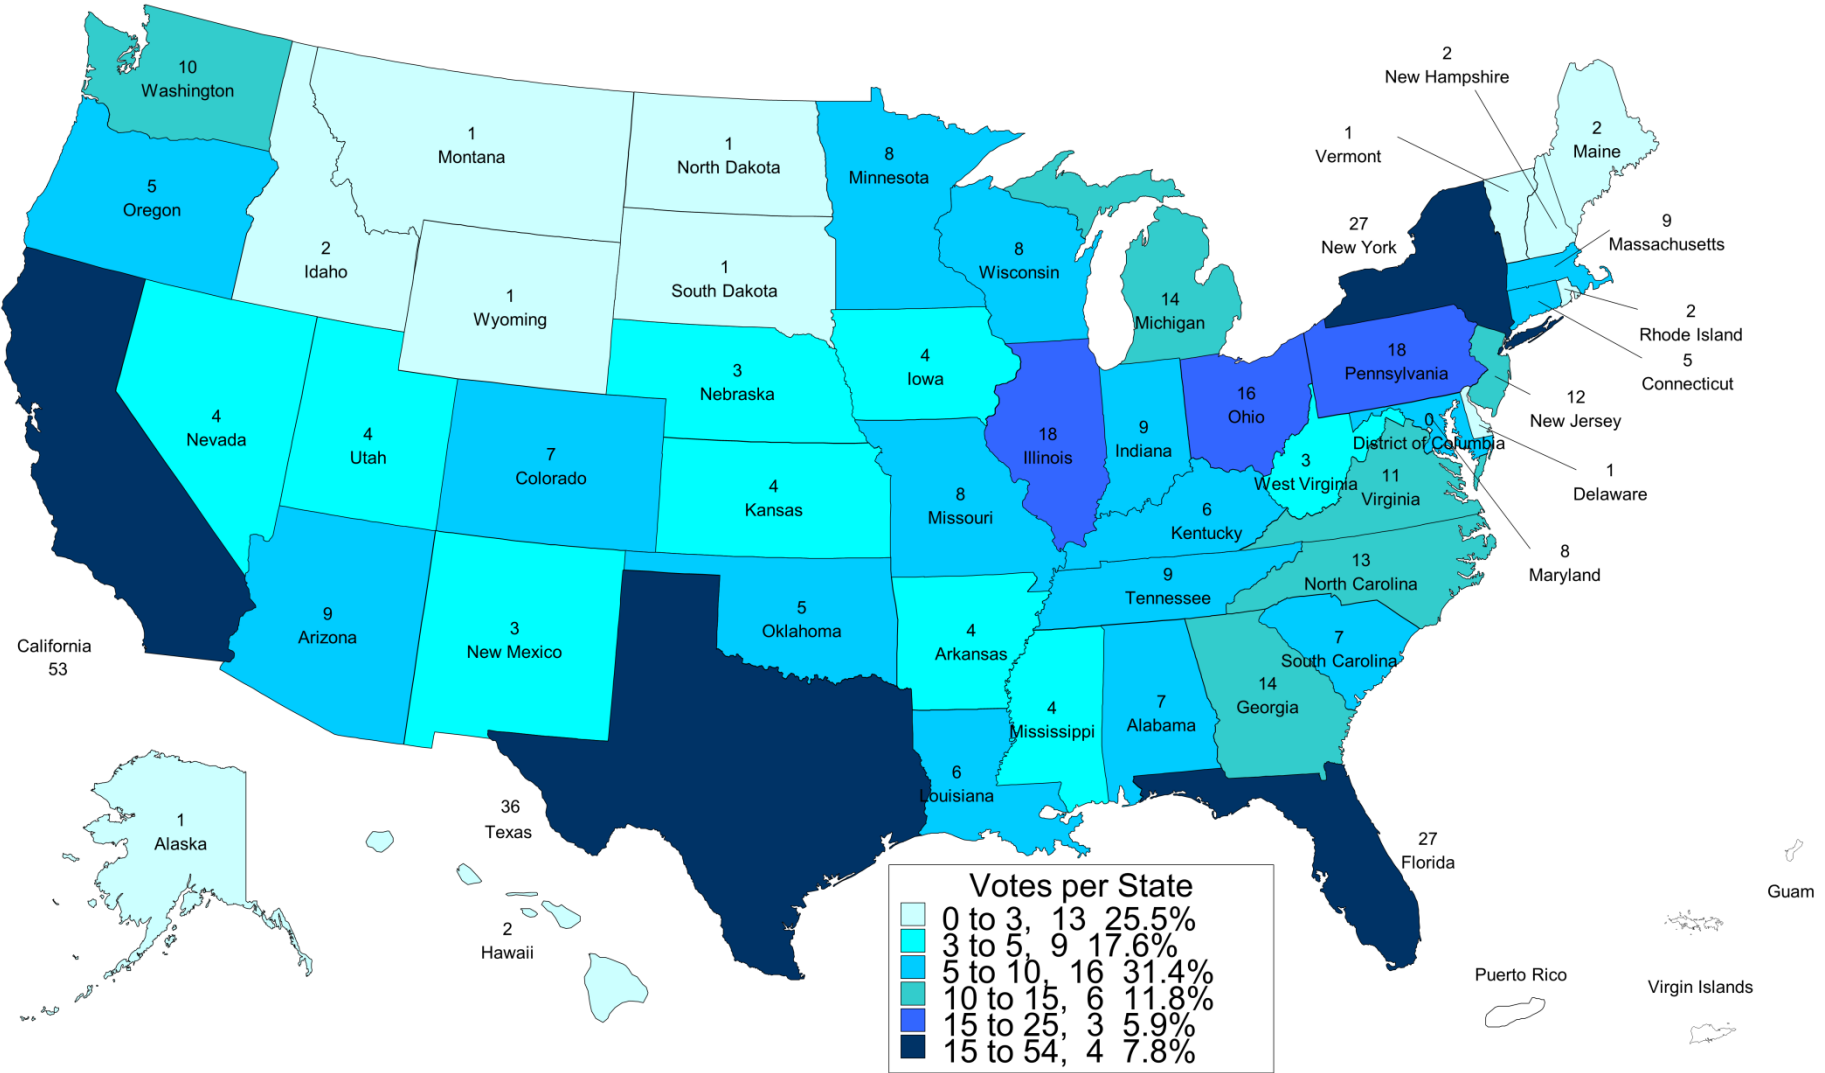 2
New Hampshire
10
Washington
1
Montana
1
North Dakota
8
Minnesota
1
Vermont
2
Maine
5
Oregon
2
Idaho
1
Wyoming
1
South Dakota
8
Wisconsin
14
Michigan
27
New York
9
Massachusetts
2
Rhode Island
5
Connecticut
12
New Jersey
4
Nevada
4
Utah
7
Colorado
3
Nebraska
4
Kansas
4
Iowa
8
Missouri
18
Illinois
9
Indiana
16
Ohio
18
Pennsylvania
0
District of Columbia
3
West Virginia
11
Virginia
1
Delaware
8
Maryland
6
Kentucky
9
Tennessee
13
North Carolina
California
53
9
Arizona
3
New Mexico
5
Oklahoma
4
Arkansas
4
Mississippi
7
Alabama
14
Georgia
7
South Carolina
1
Alaska
2
Hawaii
36
Texas
6
Louisiana
27
Florida
Guam
Puerto Rico
Virgin Islands
Votes per State
0 to 3, 13 25.5%
3 to 5, 9 17.6%
5 to 10, 16 31.4%
10 to 15, 6 11.8%
15 to 25, 3 5.9%
15 to 54, 4 7.8%